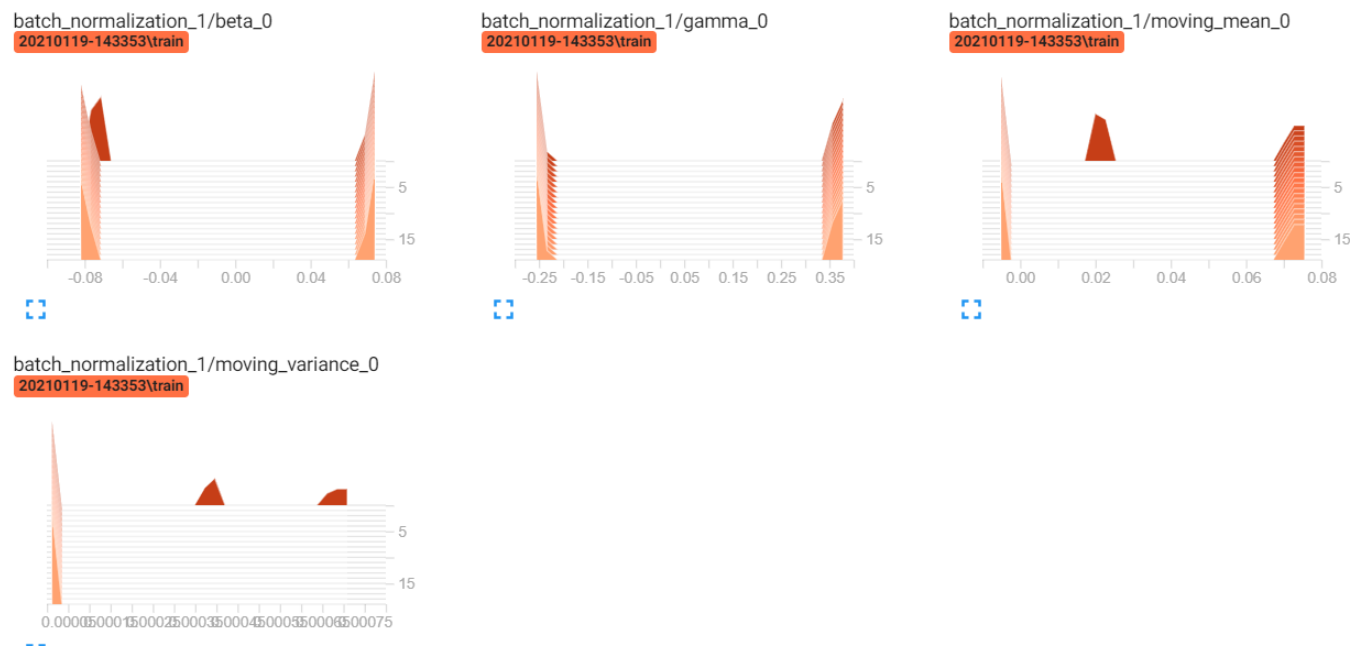 batch_normalization_1/beta_0
20210119-143353\train
5
15
-0.08 -0.04 0.00 0.04 0.08
batch_normalization_1/gamma_0
20210119-143353\train
5
15
-0.25 -0.15 -0.05 0.05 0.15 0.25 0.35
batch_normalization_1/moving_mean_0
20210119-143353\train
5
15
0.00 0.02 0.04 0.06 0.08
batch_normalization_1/moving_variance_0
20210119-143353\train
5
15